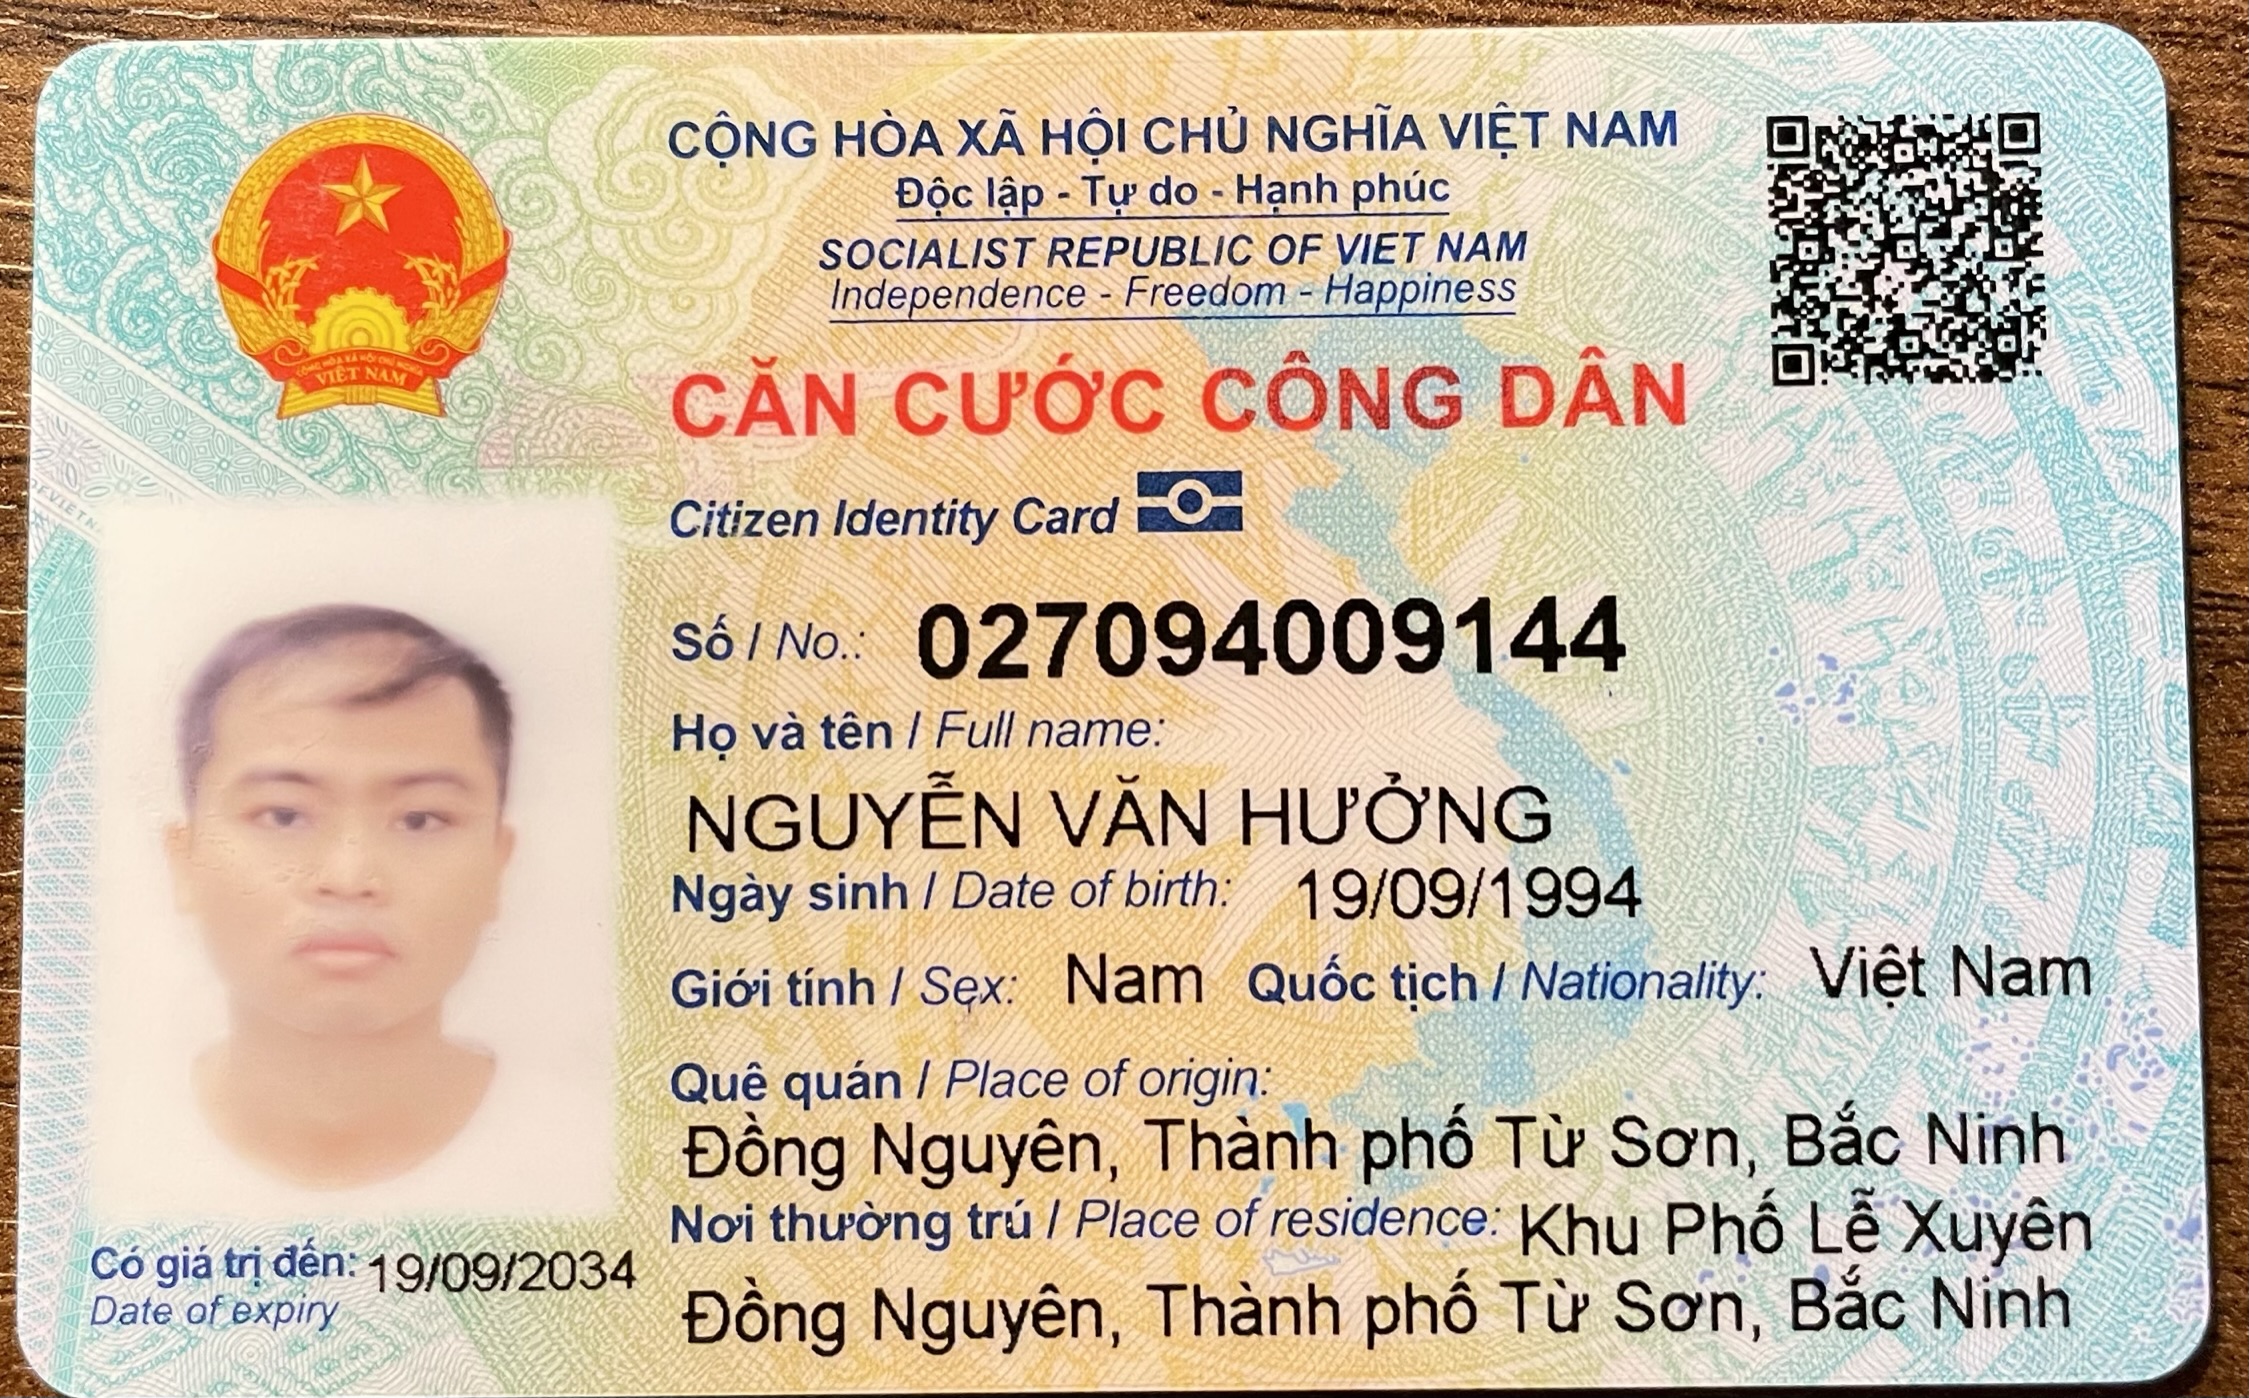 CỘNG HÒA XÃ HỘI CHỦ NGHĨA VIỆT NAM
Độc lập - Tự do - Hạnh phúc
SOCIALIST REPUBLIC OF VIET NAM
Independence - Freedom - Happiness
VIỆT NAM
CĂN CƯỚC CÔNG DÂN
Citizen Identity Card
Số / No.: 027094009144
Họ và tên / Full name:
NGUYỄN VĂN HƯỞNG
Ngày sinh / Date of birth: 19/09/1994
Giới tính / Sex: Nam Quốc tịch / Nationality: Việt Nam
Quê quán / Place of origin:
Đồng Nguyên, Thành phố Từ Sơn, Bắc Ninh
Nơi thường trú / Place of residence: Khu Phố Lễ Xuyên
Đồng Nguyên, Thành phố Từ Sơn, Bắc Ninh
Có giá trị đến: 19/09/2034
Date of expiry